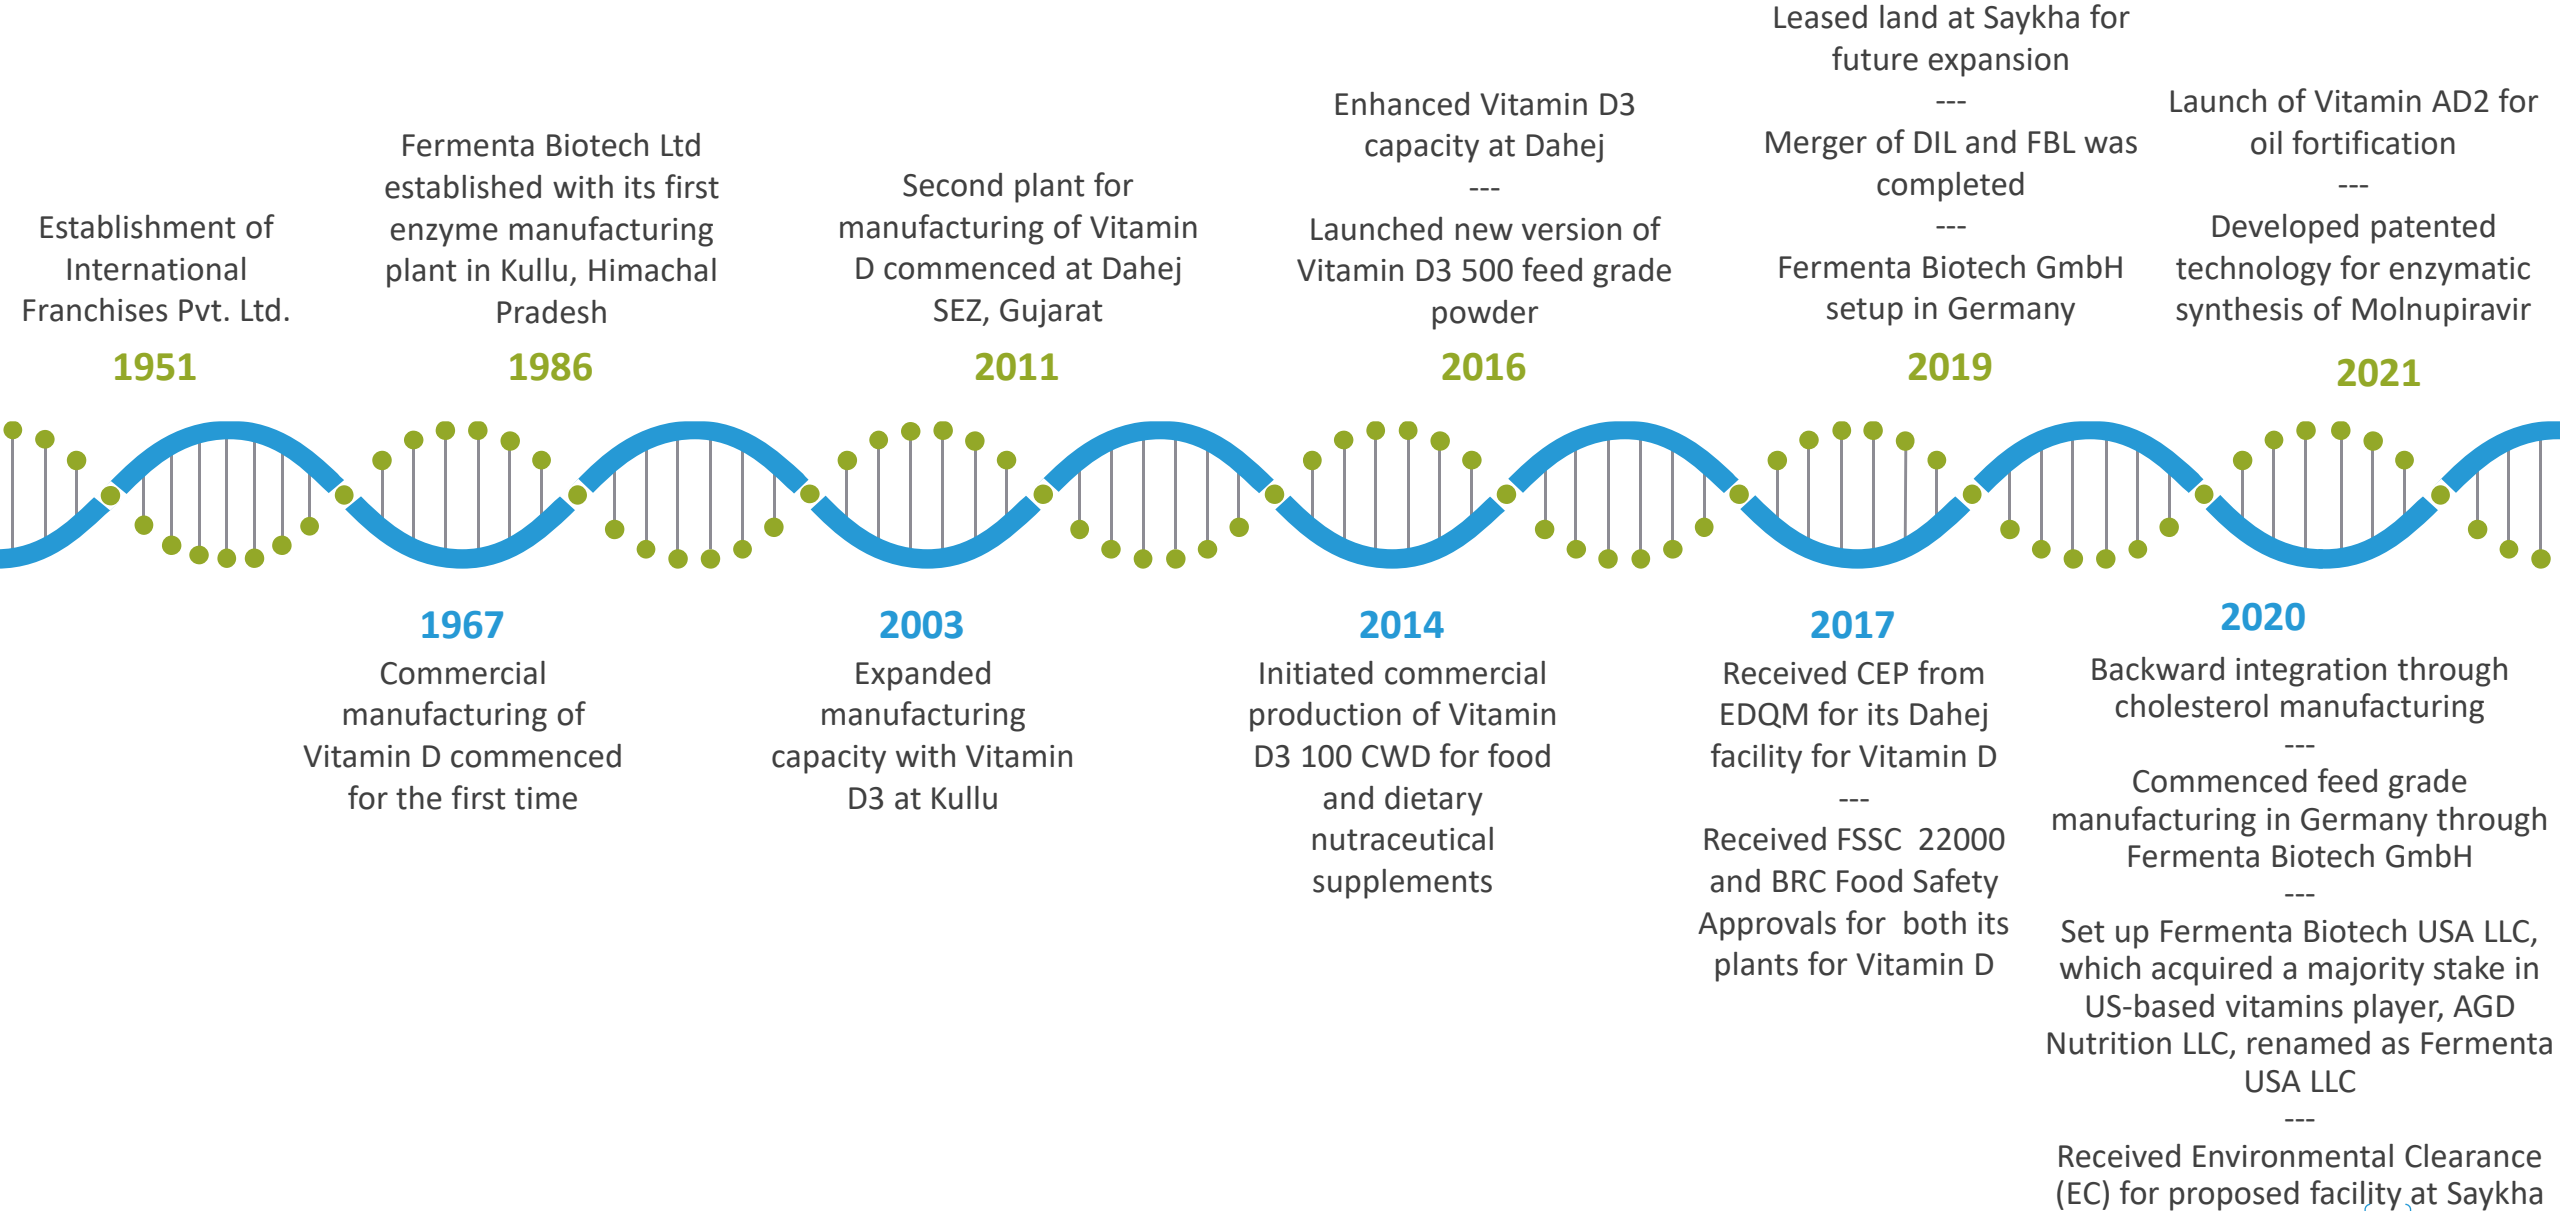 Establishment of
International
Franchises Pvt. Ltd.
1951
Fermenta Biotech Ltd
established with its first
enzyme manufacturing
plant in Kullu, Himachal
Pradesh
1986
Second plant for
manufacturing of Vitamin
D commenced at Dahej
SEZ, Gujarat
2011
Enhanced Vitamin D3
capacity at Dahej
---
Launched new version of
Vitamin D3 500 feed grade
powder
2016
Leased land at Saykha for
future expansion
---
Merger of DIL and FBL was
completed
---
Fermenta Biotech GmbH
setup in Germany
2019
Launch of Vitamin AD2 for
oil fortification
---
Developed patented
technology for enzymatic
synthesis of Molnupiravir
2021
1967
Commercial
manufacturing of
Vitamin D commenced
for the first time
2003
Expanded
manufacturing
capacity with Vitamin
D3 at Kullu
2014
Initiated commercial
production of Vitamin
D3 100 CWD for food
and dietary
nutraceutical
supplements
2017
Received CEP from
EDQM for its Dahej
facility for Vitamin D
---
Received FSSC  22000
and BRC Food Safety
Approvals for  both its
plants for Vitamin D
2020
Backward integration through
cholesterol manufacturing
---
Commenced feed grade
manufacturing in Germany through
Fermenta Biotech GmbH
---
Set up Fermenta Biotech USA LLC,
which acquired a majority stake in
US-based vitamins player, AGD
Nutrition LLC, renamed as Fermenta
USA LLC
---
Received Environmental Clearance
(EC) for proposed facility at Saykha